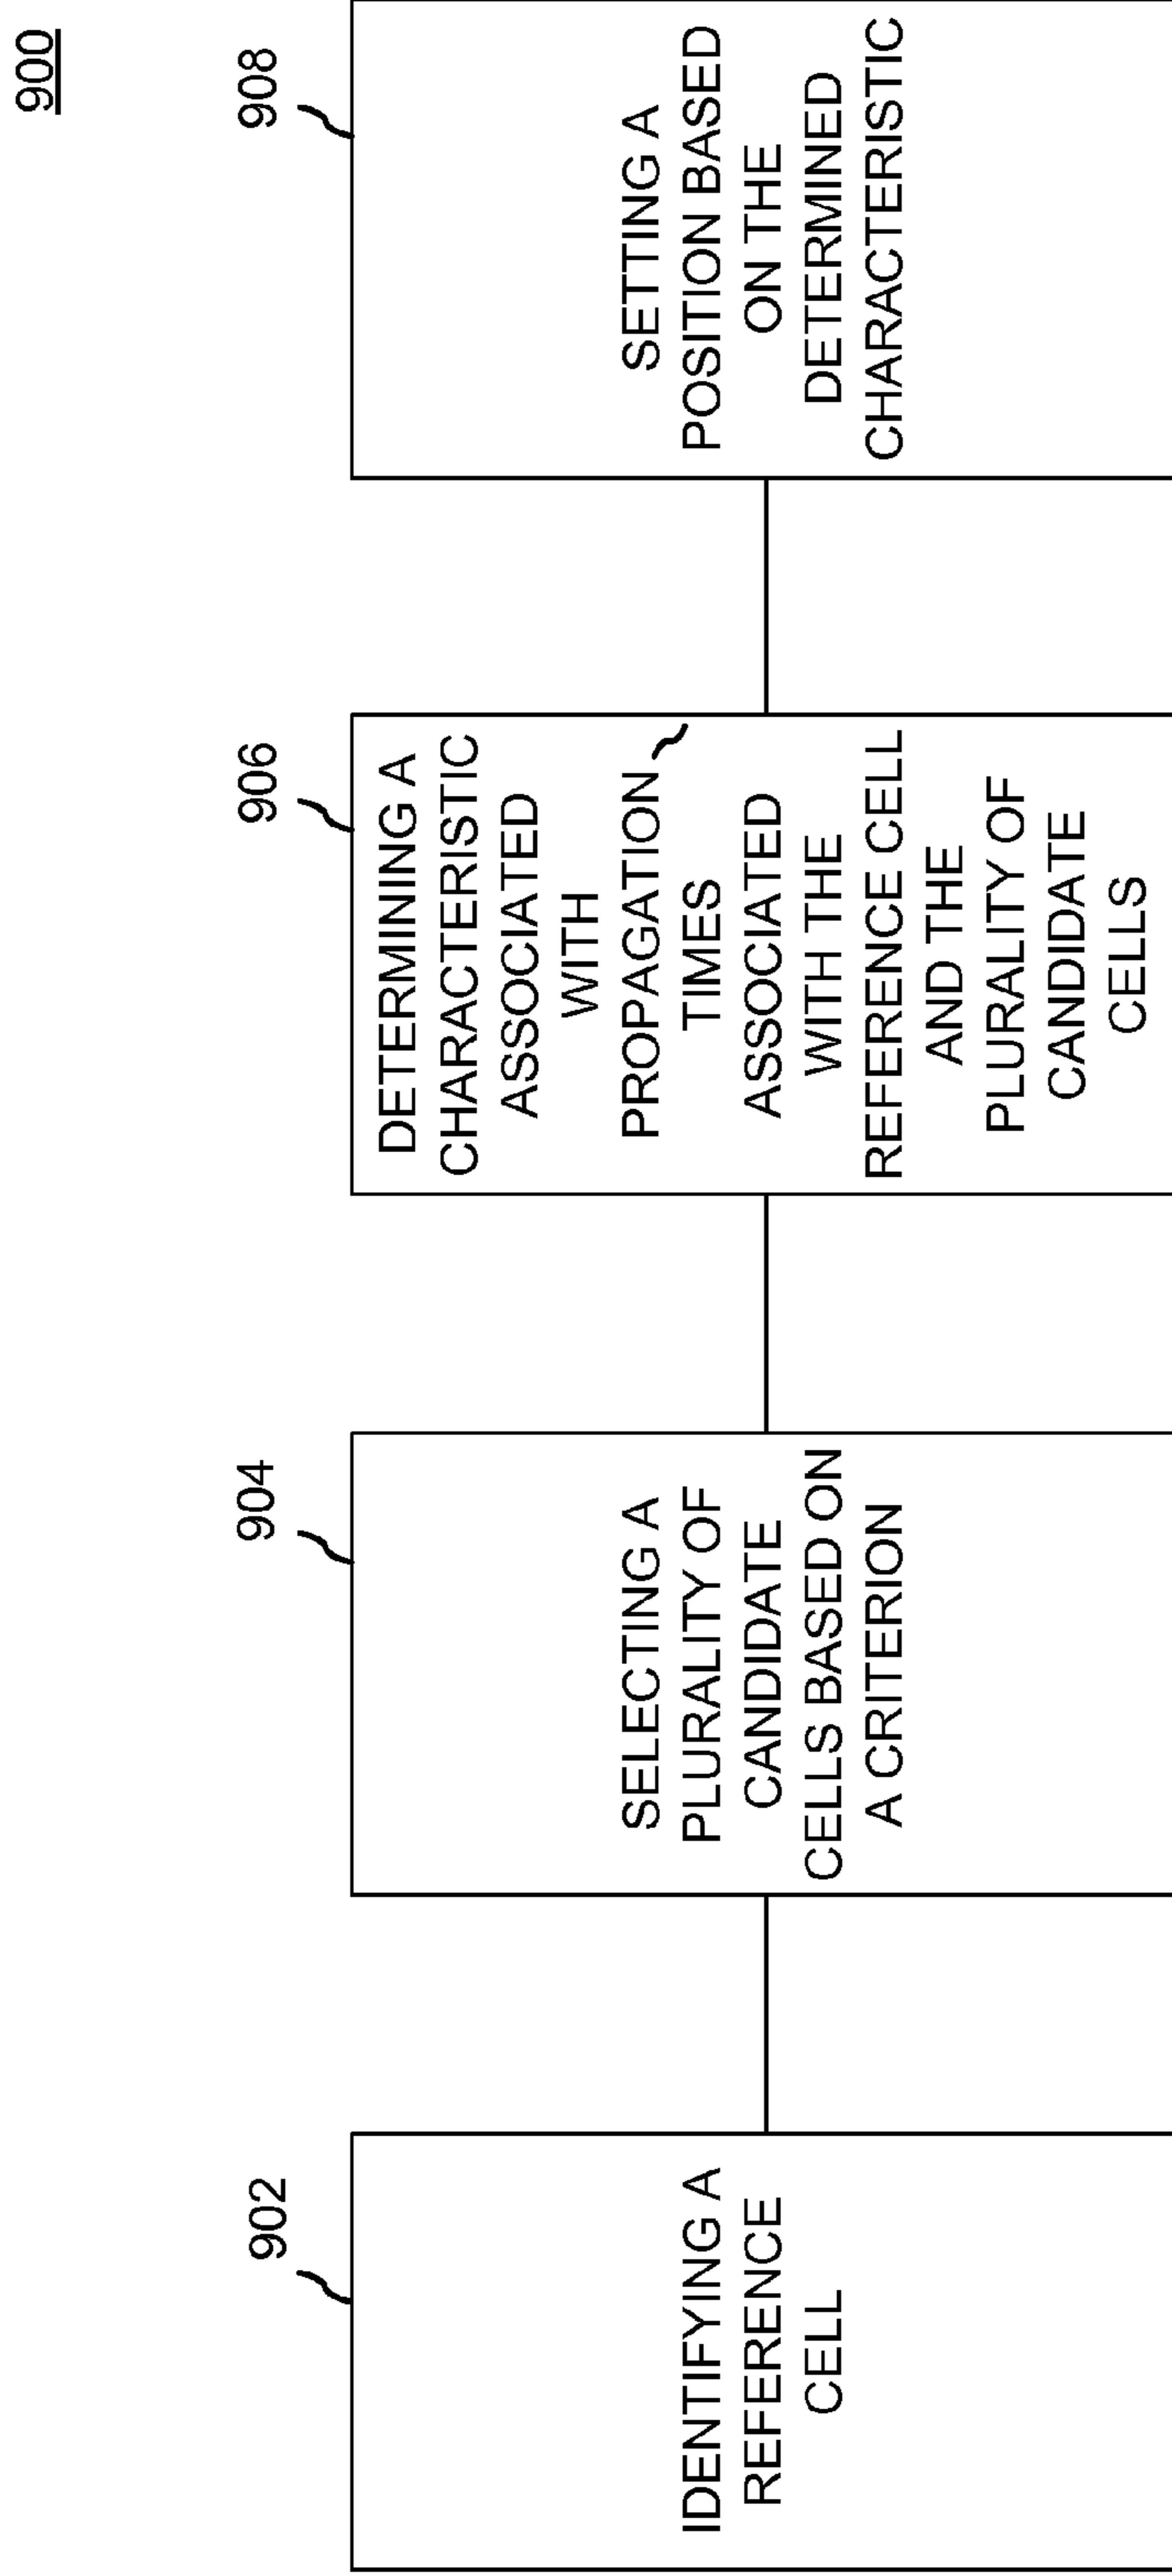 900
902
IDENTIFYING A
REFERENCE
CELL
904
SELECTING A
PLURALITY OF
CANDIDATE
CELLS BASED ON
A CRITERION
906
DETERMINING A
CHARACTERISTIC
ASSOCIATED
WITH
PROPAGATION
TIMES
ASSOCIATED
WITH THE
REFERENCE CELL
AND THE
PLURALITY OF
CANDIDATE
CELLS
908
SETTING A
POSITION BASED
ON THE
DETERMINED
CHARACTERISTIC